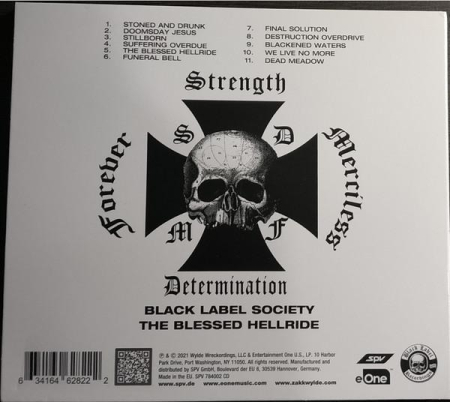 1. STONED AND DRUNK
2. DOOMSDAY JESUS
3. STILLBORN
4. SUFFERING OVERDUE
5. THE BLESSED HELLRIDE
6. FUNERAL BELL
7. FINAL SOLUTION
8. DESTRUCTION OVERDRIVE
9. BLACKENED WATERS
10. WE LIVE NO MORE
11. DEAD MEADOW
Strength
Forever
S D
M F
Merciless
Determination
BLACK LABEL SOCIETY
THE BLESSED HELLRIDE
6 34164 62822 2
℗ & © 2021 Wylde Wreckordings, LLC & Entertainment One U.S., LP. 10 Harbor
Park Drive, Port Washington, NY 11050. All rights reserved. Manufactured and
distributed by SPV GmbH, Boulevard der EU 8, 30539 Hannover, Germany.
Made in the EU. SPV 784002 CD
www.spv.de www.eonemusic.com www.zakkwylde.com
SPV
eOne
Black Label